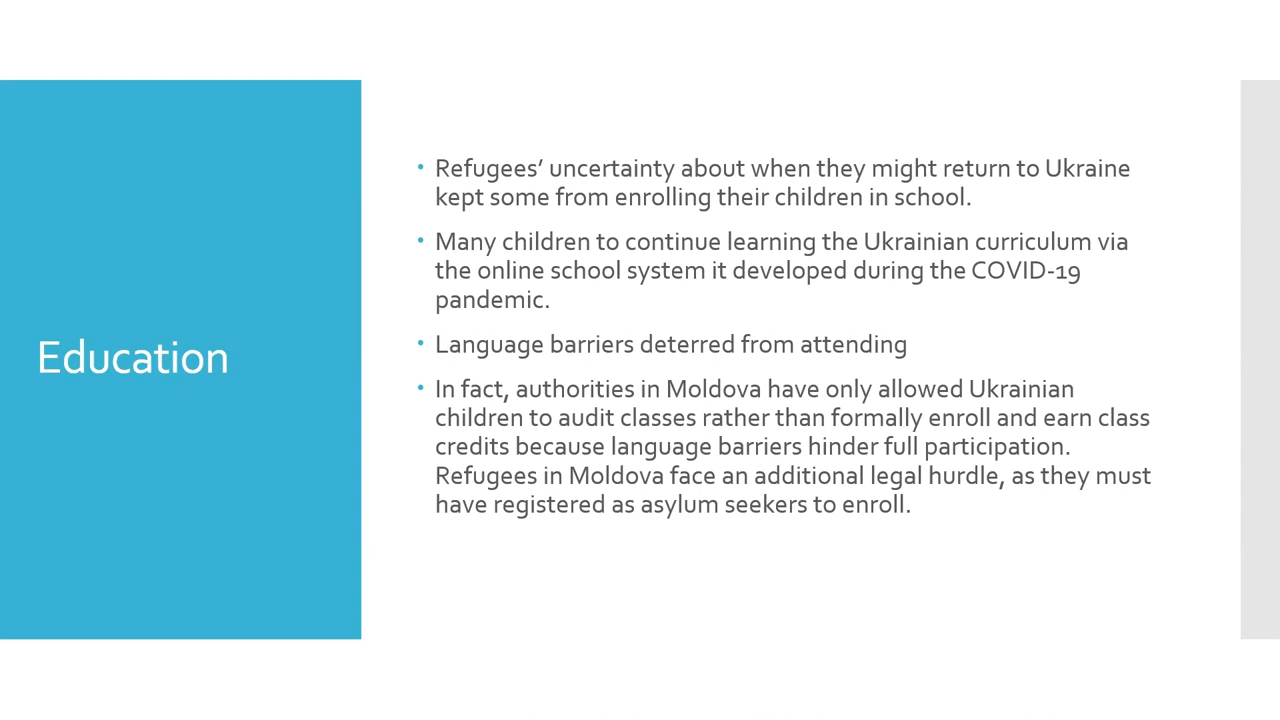 Education
• Refugees’ uncertainty about when they might return to Ukraine
kept some from enrolling their children in school.
• Many children to continue learning the Ukrainian curriculum via
the online school system it developed during the COVID-19
pandemic.
• Language barriers deterred from attending
• In fact, authorities in Moldova have only allowed Ukrainian
children to audit classes rather than formally enroll and earn class
credits because language barriers hinder full participation.
Refugees in Moldova face an additional legal hurdle, as they must
have registered as asylum seekers to enroll.